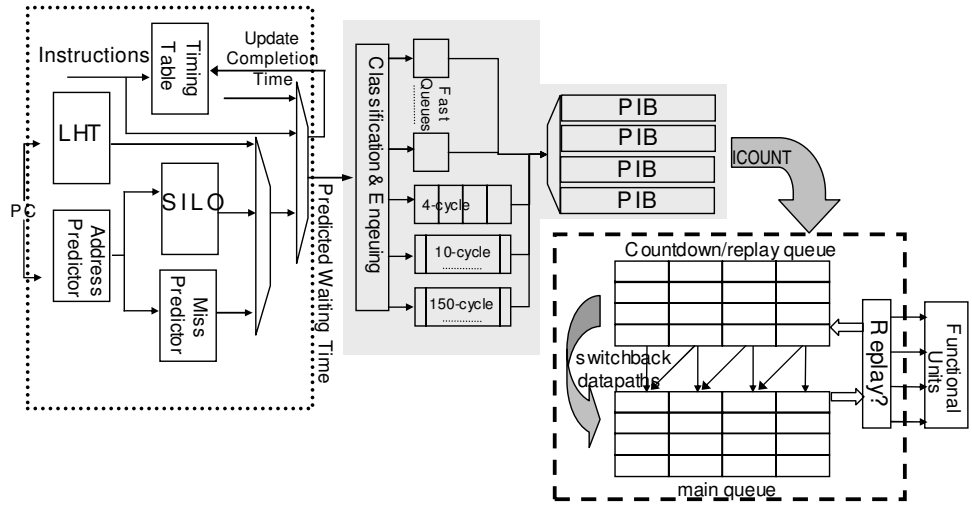 Instructions
Timing
Table
Update
Completion
Time
LHT
PC
SILO
Address
Predictor
Miss
Predictor
Predicted Waiting Time
Classification & Enqeuing
Fast
Queues
4-cycle
10-cycle
150-cycle
PIB
PIB
PIB
PIB
ICOUNT
Countdown/replay queue
switchback
datapaths
Replay?
Functional
Units
main queue